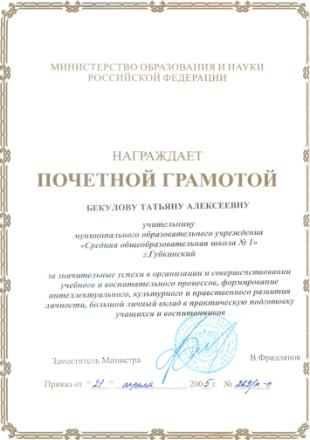 МИНИСТЕРСТВО ОБРАЗОВАНИЯ И НАУКИ
РОССИЙСКОЙ ФЕДЕРАЦИИ
НАГРАЖДАЕТ
ПОЧЕТНОЙ ГРАМОТОЙ
БЕКУЛОВУ ТАТЬЯНУ АЛЕКСЕЕВНУ
учительницу
муниципального образовательного учреждения
«Средняя общеобразовательная школа № 1»
г.Губкинский
за значительные успехи в организации и совершенствовании
учебного и воспитательного процессов, формирование
интеллектуального, культурного и нравственного развития
личности, большой личный вклад в практическую подготовку
учащихся и воспитанников
Заместитель Министра В.Фридлянов
Приказ от "21" апреля 2005 г. №